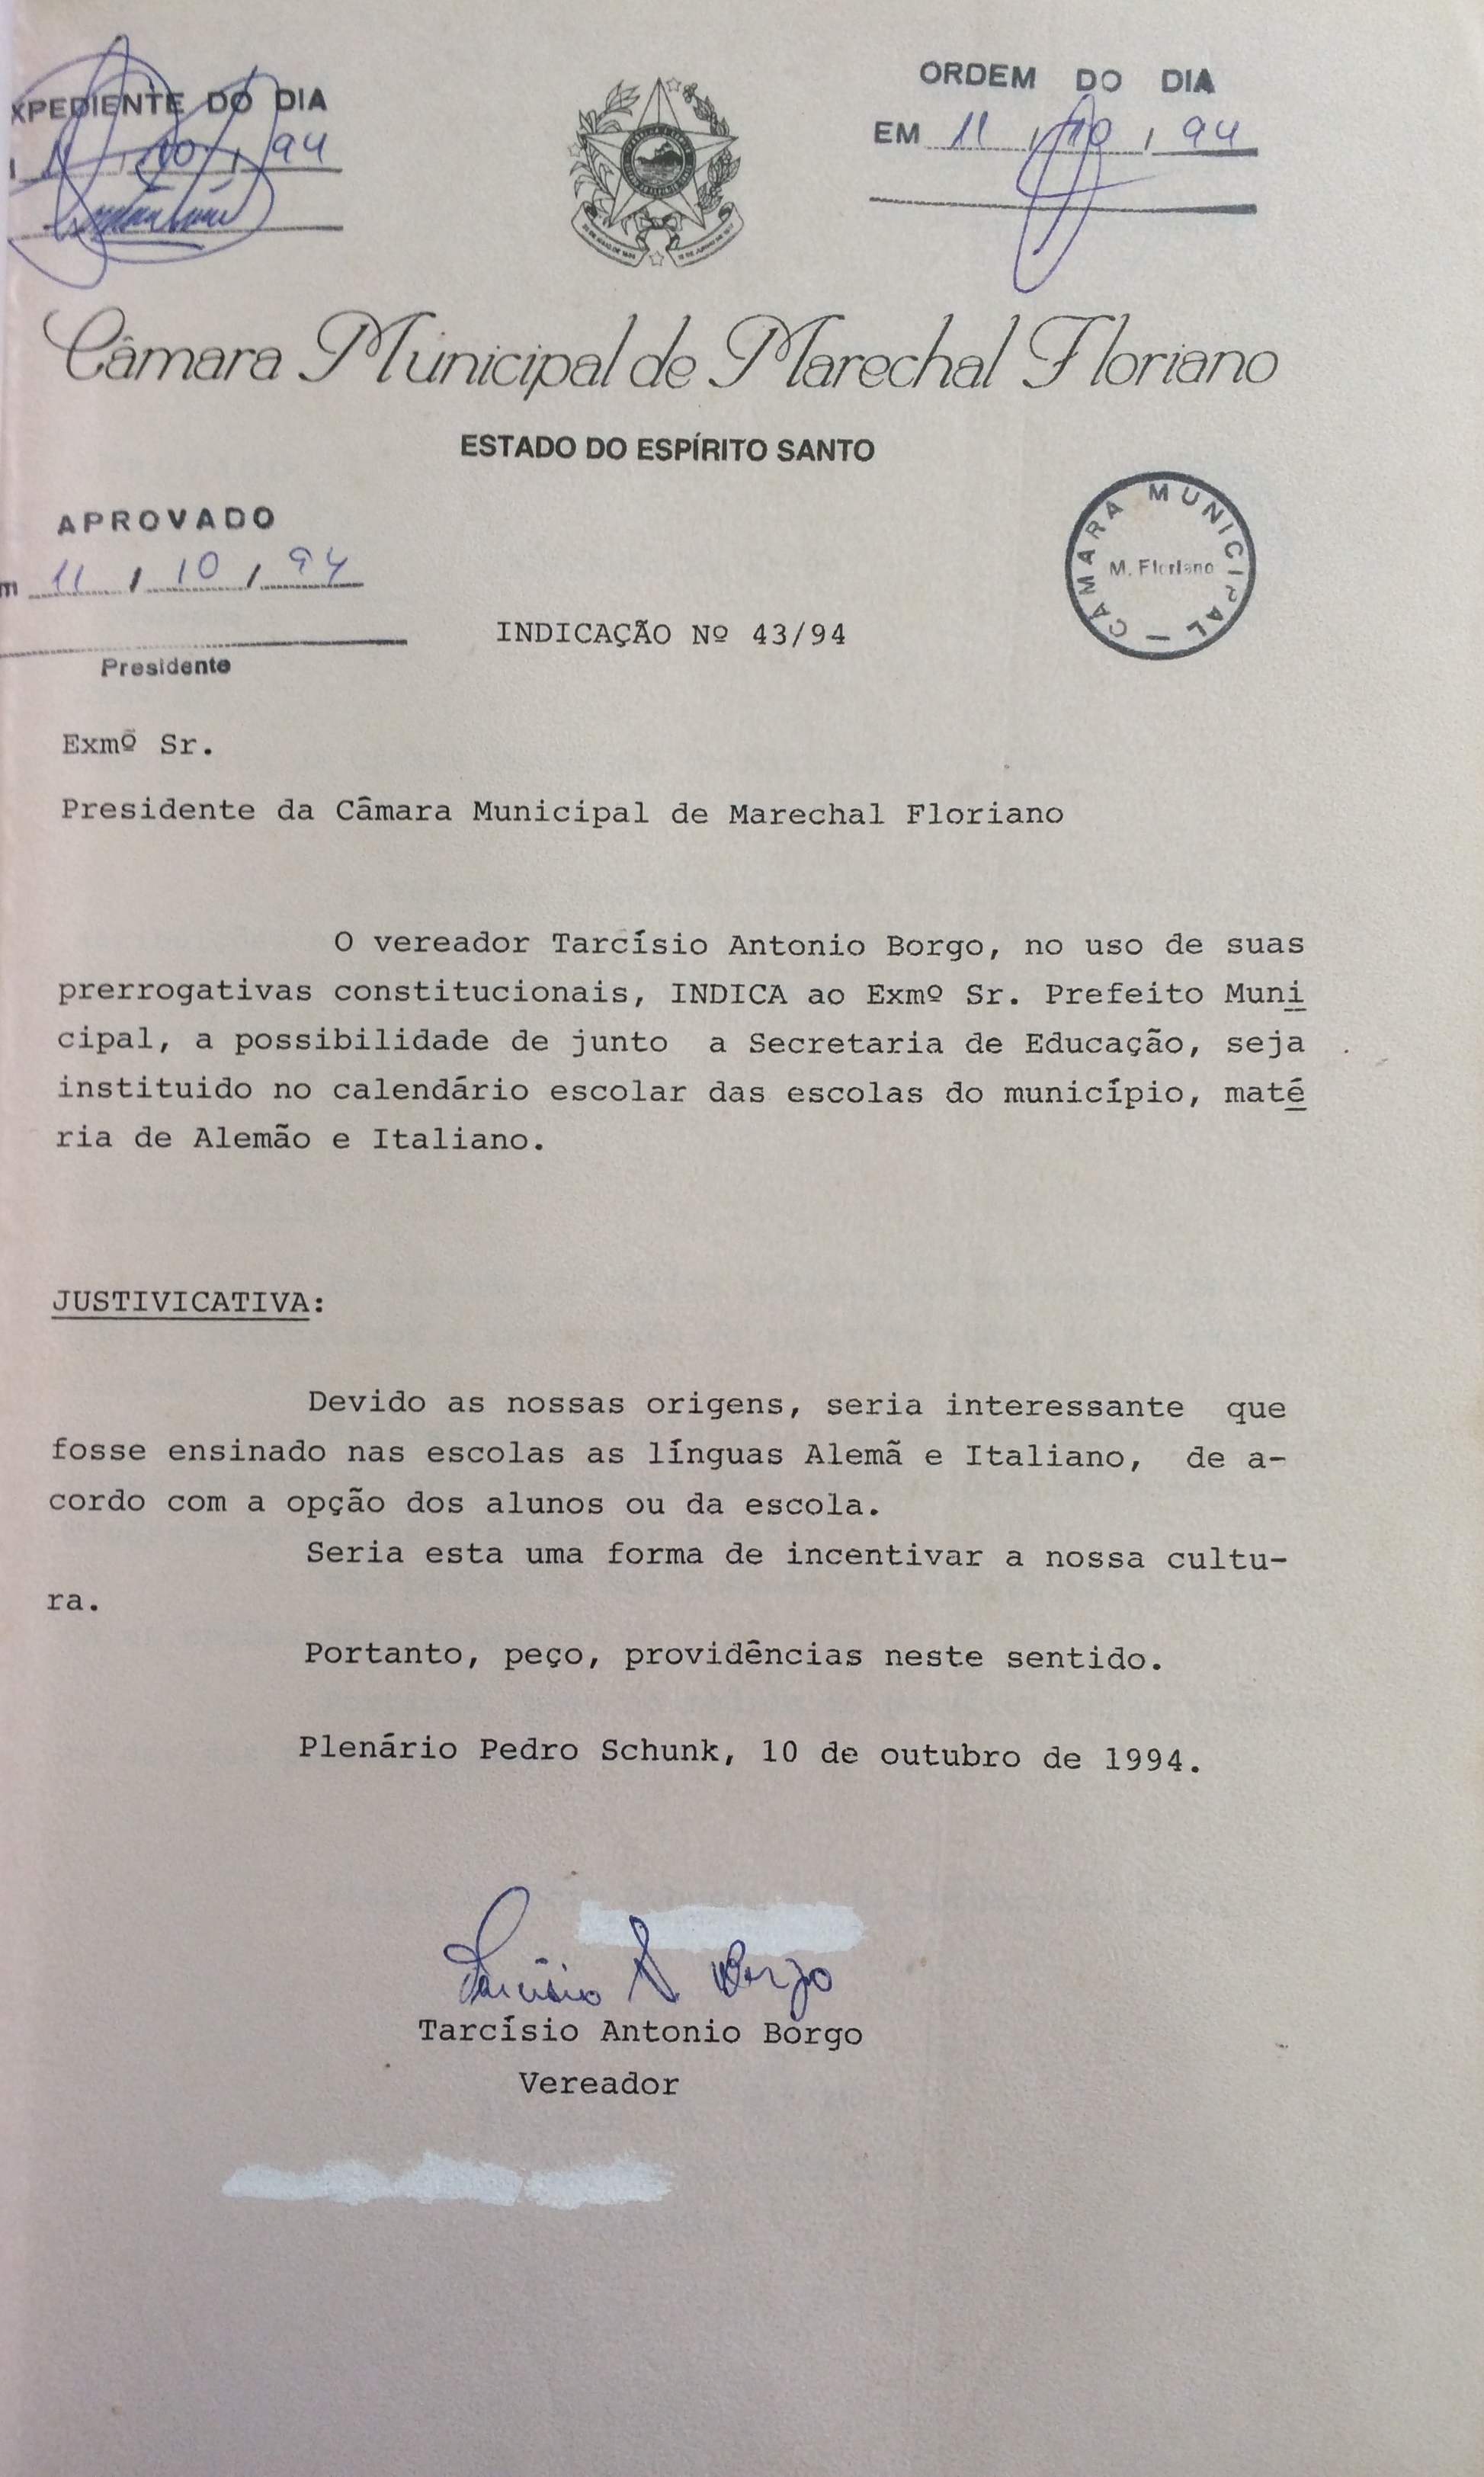 XPEDIENTE DO DIA
11 / 10 / 94
ORDEM DO DIA
EM 11 / 10 / 94
Câmara Municipal de Marechal Floriano
ESTADO DO ESPÍRITO SANTO
APROVADO
m 11 / 10 / 94
Presidente
CAMARA MUNICIPAL —
M. Floriano
INDICAÇÃO Nº 43/94
Exmº Sr.
Presidente da Câmara Municipal de Marechal Floriano
O vereador Tarcísio Antonio Borgo, no uso de suas
prerrogativas constitucionais, INDICA ao Exmº Sr. Prefeito Muni
cipal, a possibilidade de junto a Secretaria de Educação, seja
instituido no calendário escolar das escolas do município, maté
ria de Alemão e Italiano.
JUSTIVICATIVA:
Devido as nossas origens, seria interessante que
fosse ensinado nas escolas as línguas Alemã e Italiano, de a-
cordo com a opção dos alunos ou da escola.
Seria esta uma forma de incentivar a nossa cultu-
ra.
Portanto, peço, providências neste sentido.
Plenário Pedro Schunk, 10 de outubro de 1994.
Tarcísio A Borgo
Tarcísio Antonio Borgo
Vereador